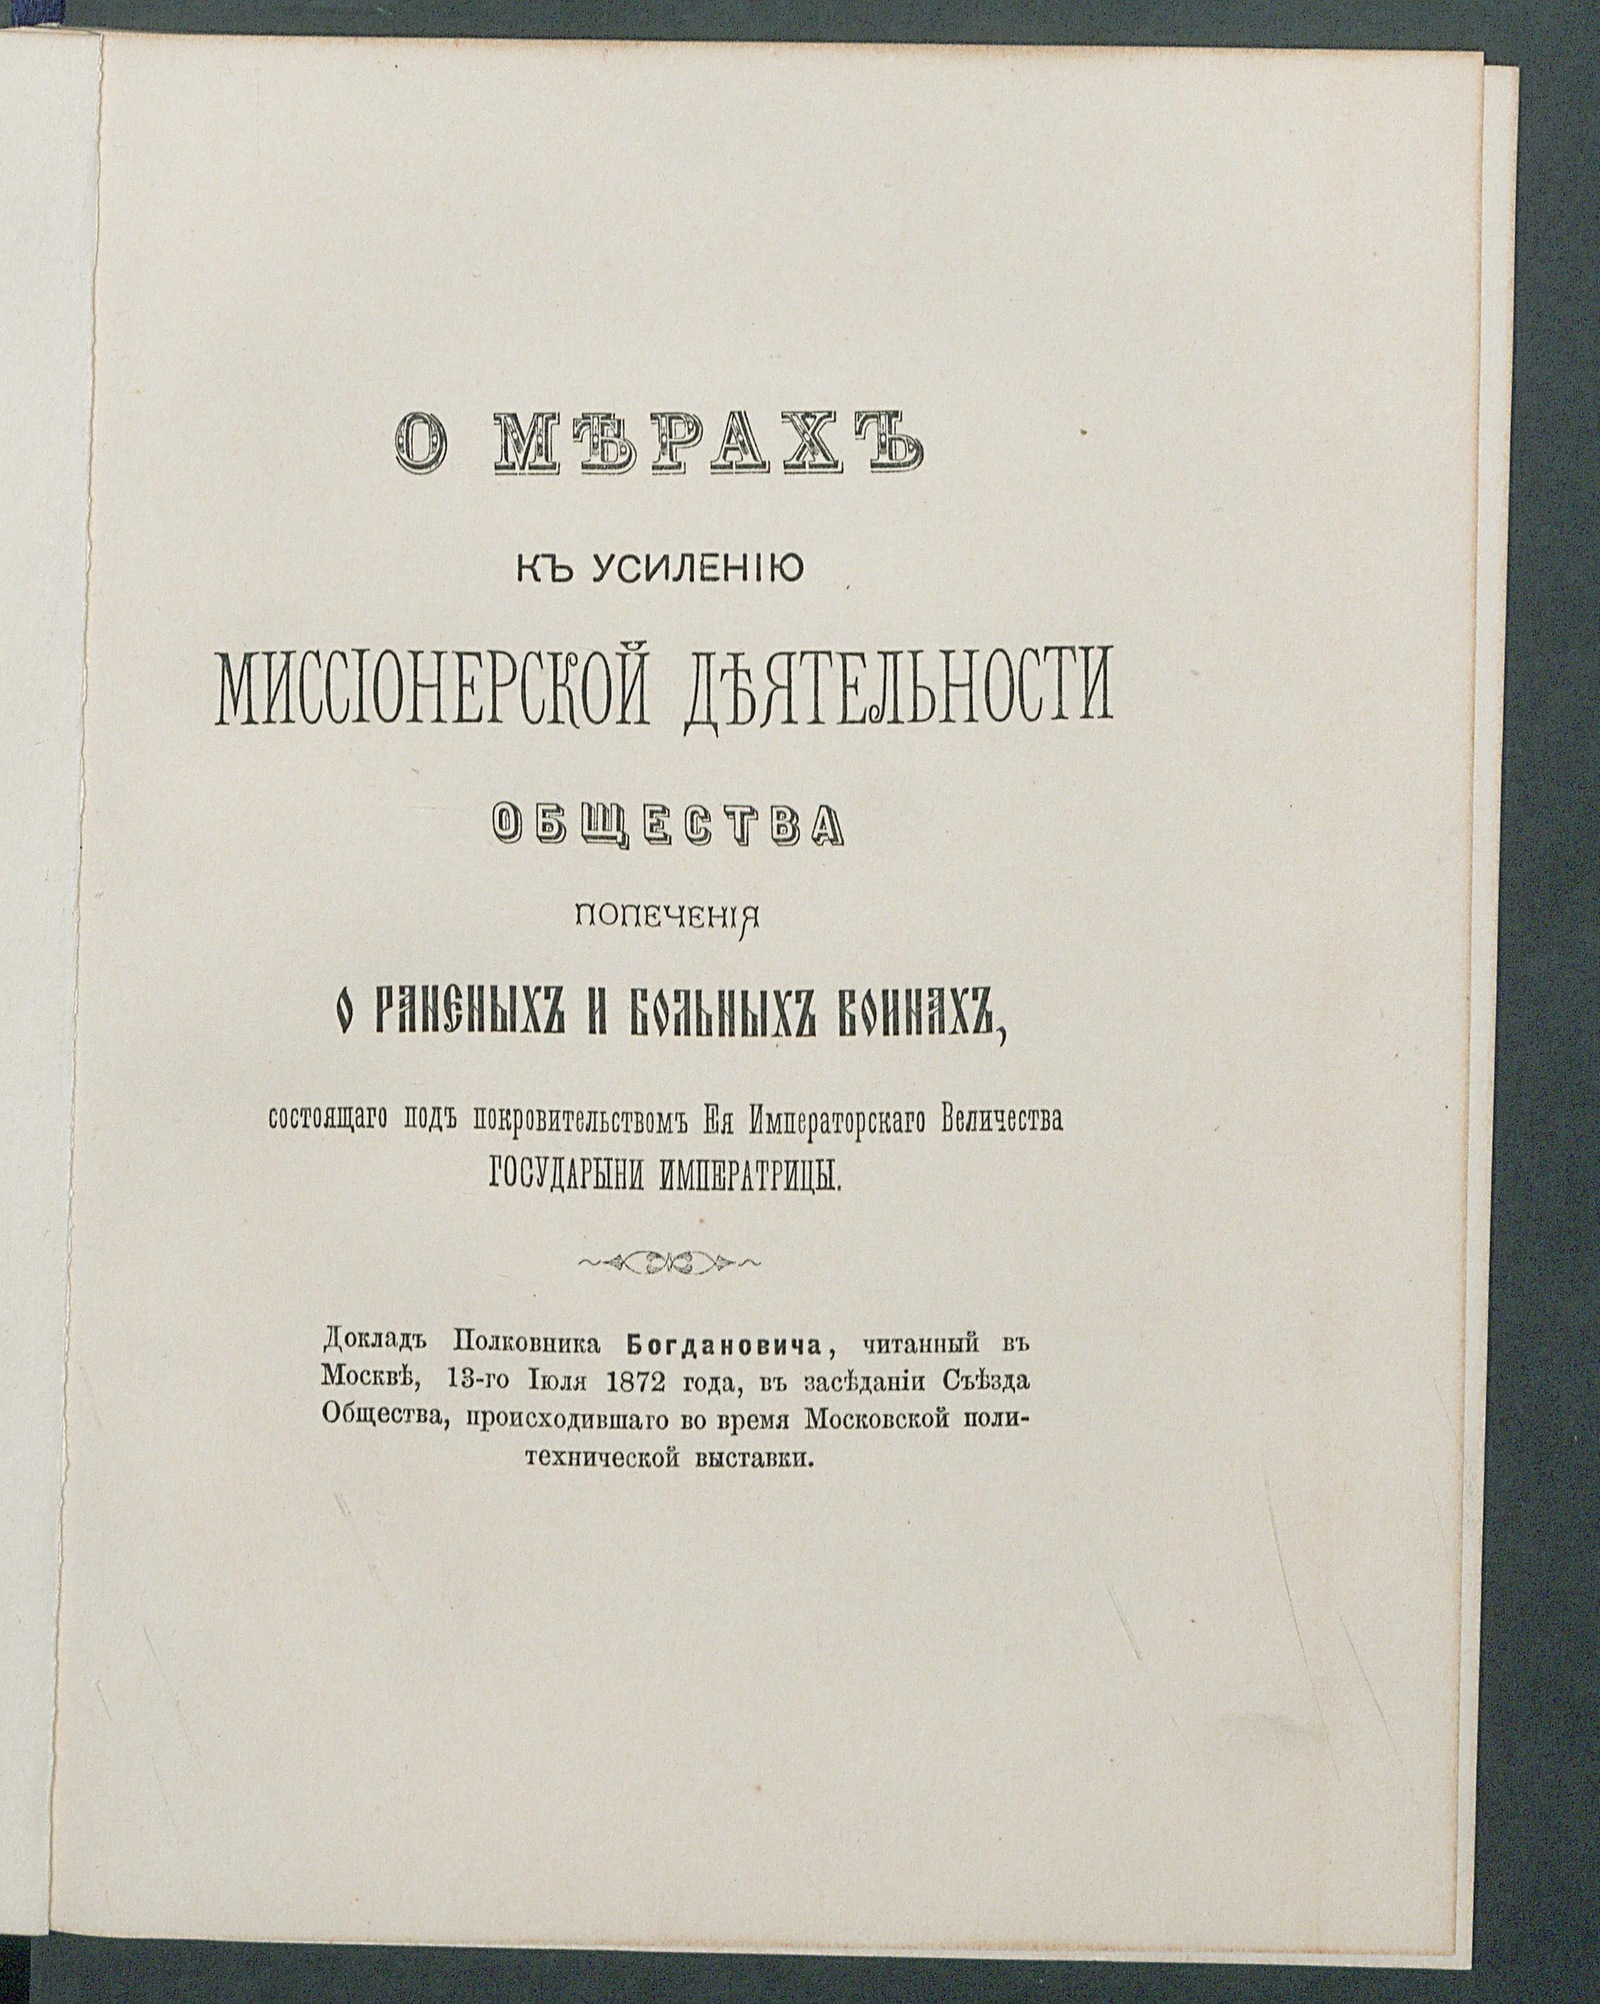 О МѢРАХЪ
КЪ УСИЛЕНІЮ
МИССІОНЕРСКОЙ ДѢЯТЕЛЬНОСТИ
ОБЩЕСТВА
ПОПЕЧЕНІЯ
О РАНЕНЫХЪ И БОЛЬНЫХЪ ВОИНАХЪ,
состоящаго подъ покровительствомъ Ея Императорскаго Величества
ГОСУДАРЫНИ ИМПЕРАТРИЦЫ.
Докладъ Полковника Богдановича, читанный въ
Москвѣ, 13-го Іюля 1872 года, въ засѣданіи Съѣзда
Общества, происходившаго во время Московской поли-
технической выставки.